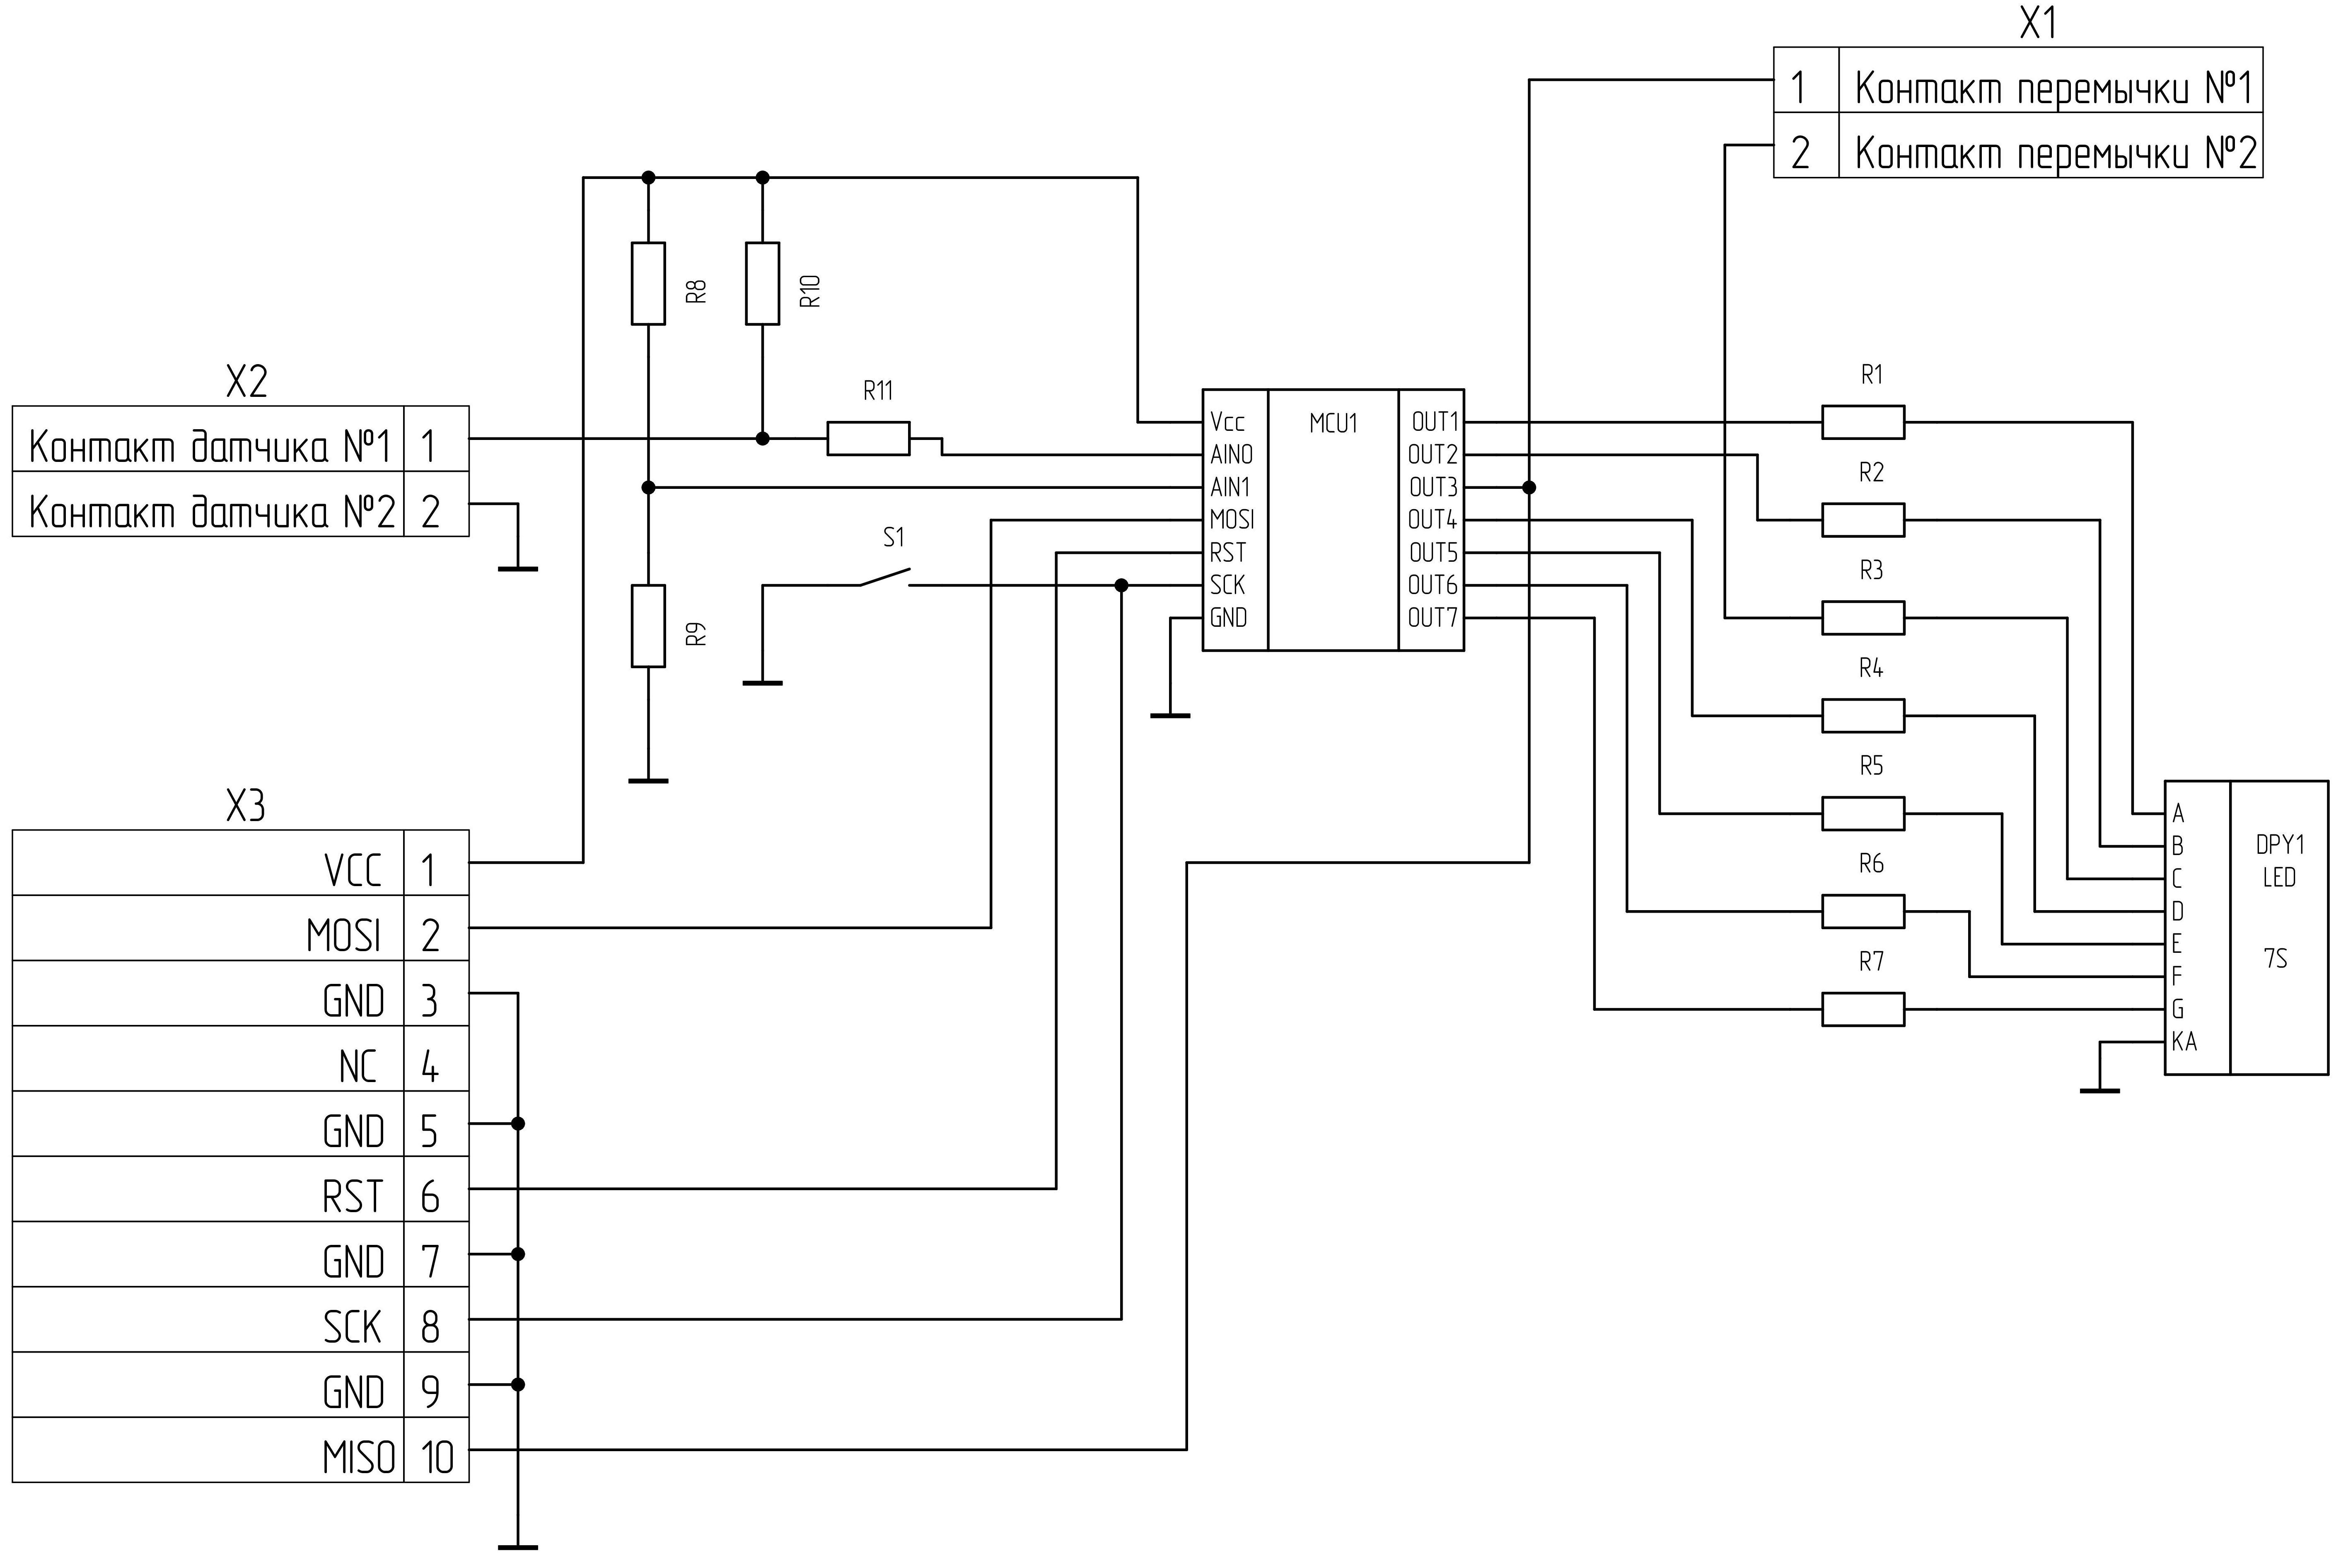 X1
1 Контакт перемычки №1
2 Контакт перемычки №2
R8
R10
X2
Контакт датчика №1 1
Контакт датчика №2 2
R11
S1
R9
MCU1
Vcc OUT1
AIN0 OUT2
AIN1 OUT3
MOSI OUT4
RST OUT5
SCK OUT6
GND OUT7
R1
R2
R3
R4
R5
R6
R7
X3
VCC 1
MOSI 2
GND 3
NC 4
GND 5
RST 6
GND 7
SCK 8
GND 9
MISO 10
A
B
C
D
E
F
G
KA
DPY1
LED
7S